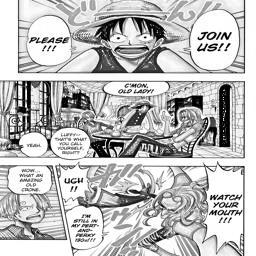 JOIN
US!!
PLEASE!!!
C'MON,
OLD LADY!
LUFFY--
THAT'S WHAT
YOU CALL
YOURSELF,
RIGHT?
YEAH.
WATCH
YOUR
MOUTH!!!
UGH!!
I'M
STILL IN
MY PERT-
AND-
PERKY
130s!!!
WOW...
WHAT AN
AMAZING
OLD
CRONE.